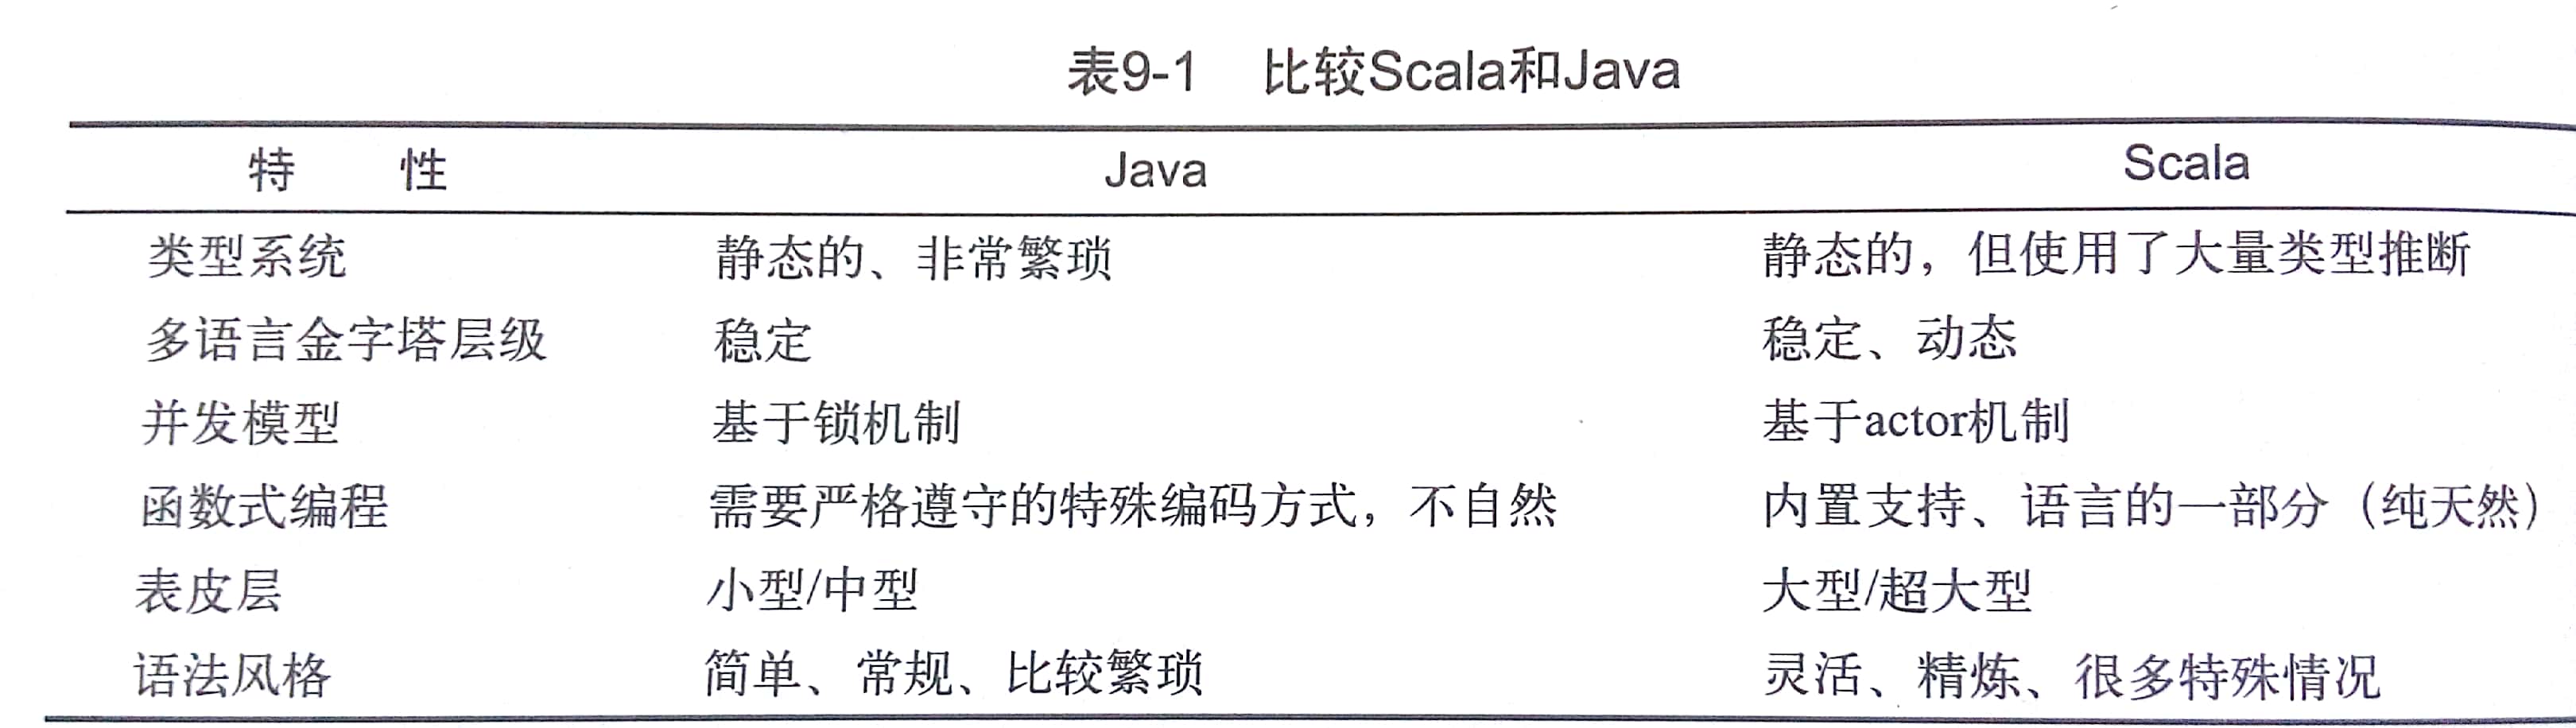 表9-1 比较Scala和Java
特 性 Java Scala
类型系统 静态的、非常繁琐 静态的，但使用了大量类型推断
多语言金字塔层级 稳定 稳定、动态
并发模型 基于锁机制 基于actor机制
函数式编程 需要严格遵守的特殊编码方式，不自然 内置支持、语言的一部分（纯天然）
表皮层 小型/中型 大型/超大型
语法风格 简单、常规、比较繁琐 灵活、精炼、很多特殊情况